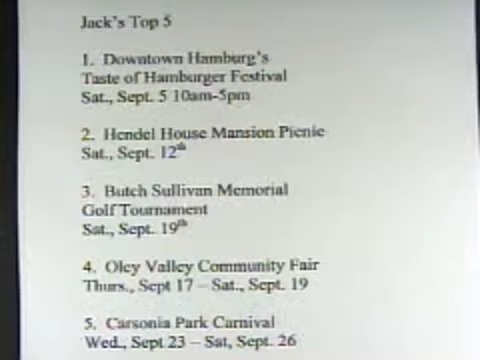 Jack's Top 5
1. Downtown Hamburg's
Taste of Hamburger Festival
Sat., Sept. 5 10am-5pm
2. Hendel House Mansion Picnic
Sat., Sept. 12th
3. Butch Sullivan Memorial
Golf Tournament
Sat., Sept. 19th
4. Oley Valley Community Fair
Thurs., Sept 17 – Sat., Sept. 19
5. Carsonia Park Carnival
Wed., Sept 23 – Sat, Sept. 26